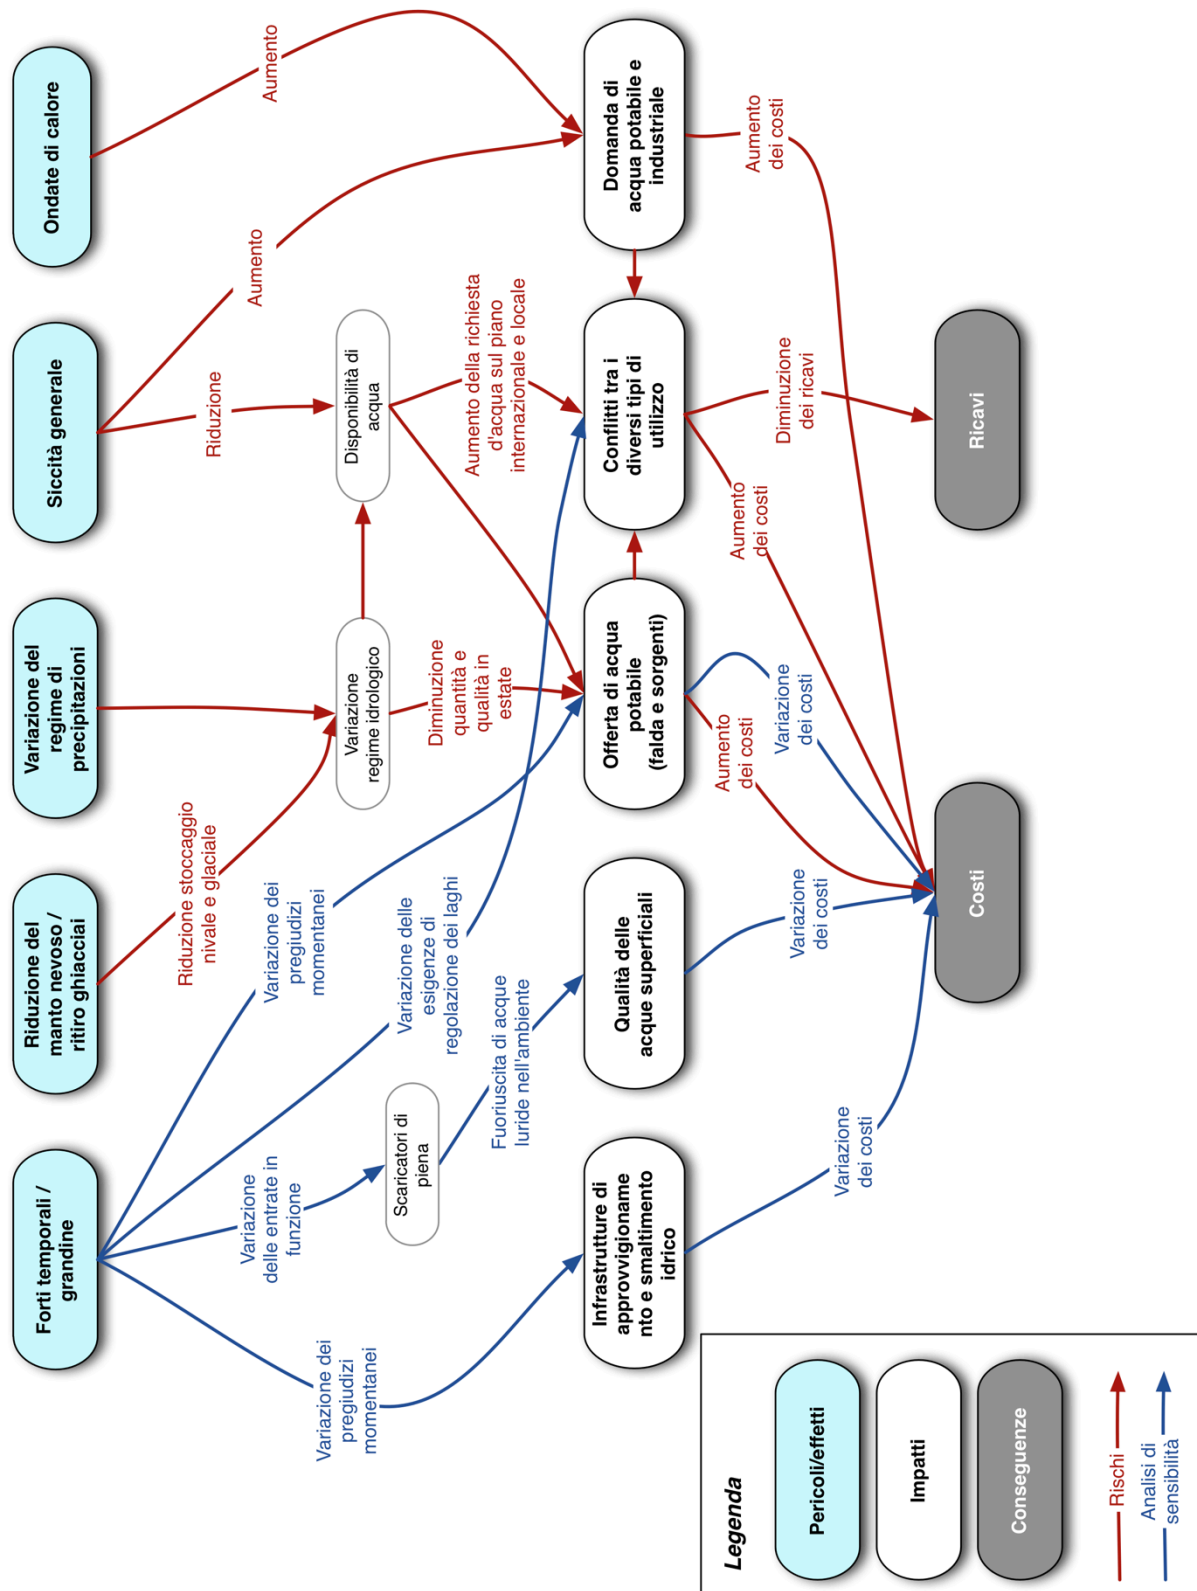 Forti temporali /
grandine
Riduzione del
manto nevoso /
ritiro ghiacciai
Variazione del
regime di
precipitazioni
Siccità generale
Ondate di calore
Riduzione stoccaggio
nivale e glaciale
Riduzione
Aumento
Aumento
Variazione dei
pregiudizi
momentanei
Variazione
delle entrate in
funzione
Variazione delle
esigenze di
regolazione dei laghi
Variazione dei
pregiudizi
momentanei
Variazione
regime idrologico
Disponibilità di
acqua
Scaricatori di
piena
Fuoriuscita di acque
luride nell'ambiente
Diminuzione
quantità e
qualità in
estate
Aumento della richiesta
d'acqua sul piano
internazionale e locale
Infrastrutture di
approvvigioname
nto e smaltimento
idrico
Qualità delle
acque superficiali
Offerta di acqua
potabile
(falda e sorgenti)
Conflitti tra i
diversi tipi di
utilizzo
Domanda di
acqua potabile e
industriale
Variazione
dei costi
Variazione
dei costi
Aumento
dei costi
Variazione
dei costi
Aumento
dei costi
Diminuzione
dei ricavi
Aumento
dei costi
Costi
Ricavi
Legenda
Pericoli/effetti
Impatti
Conseguenze
Rischi
Analisi di
sensibilità